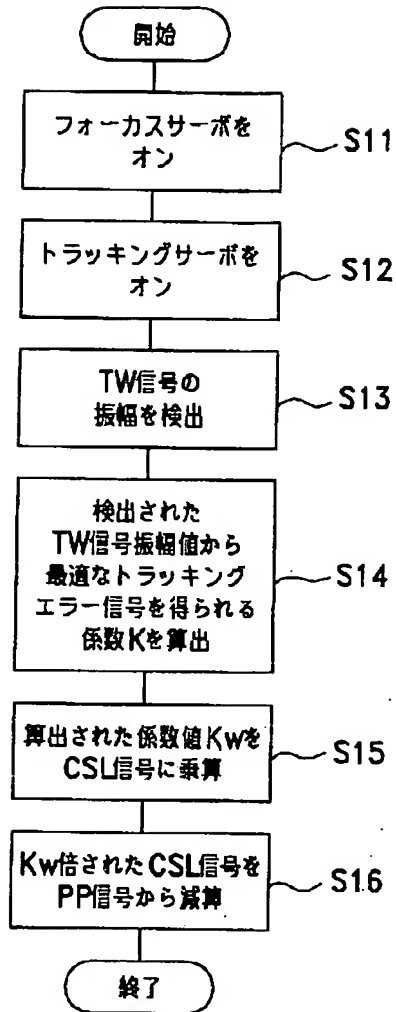 開始
フォーカスサーボを
オン
S11
トラッキングサーボを
オン
S12
TW信号の
振幅を検出
S13
検出された
TW信号振幅値から
最適なトラッキング
エラー信号を得られる
係数Kを算出
S14
算出された係数値Kwを
CSL信号に乗算
S15
Kw倍されたCSL信号を
PP信号から減算
S16
終了